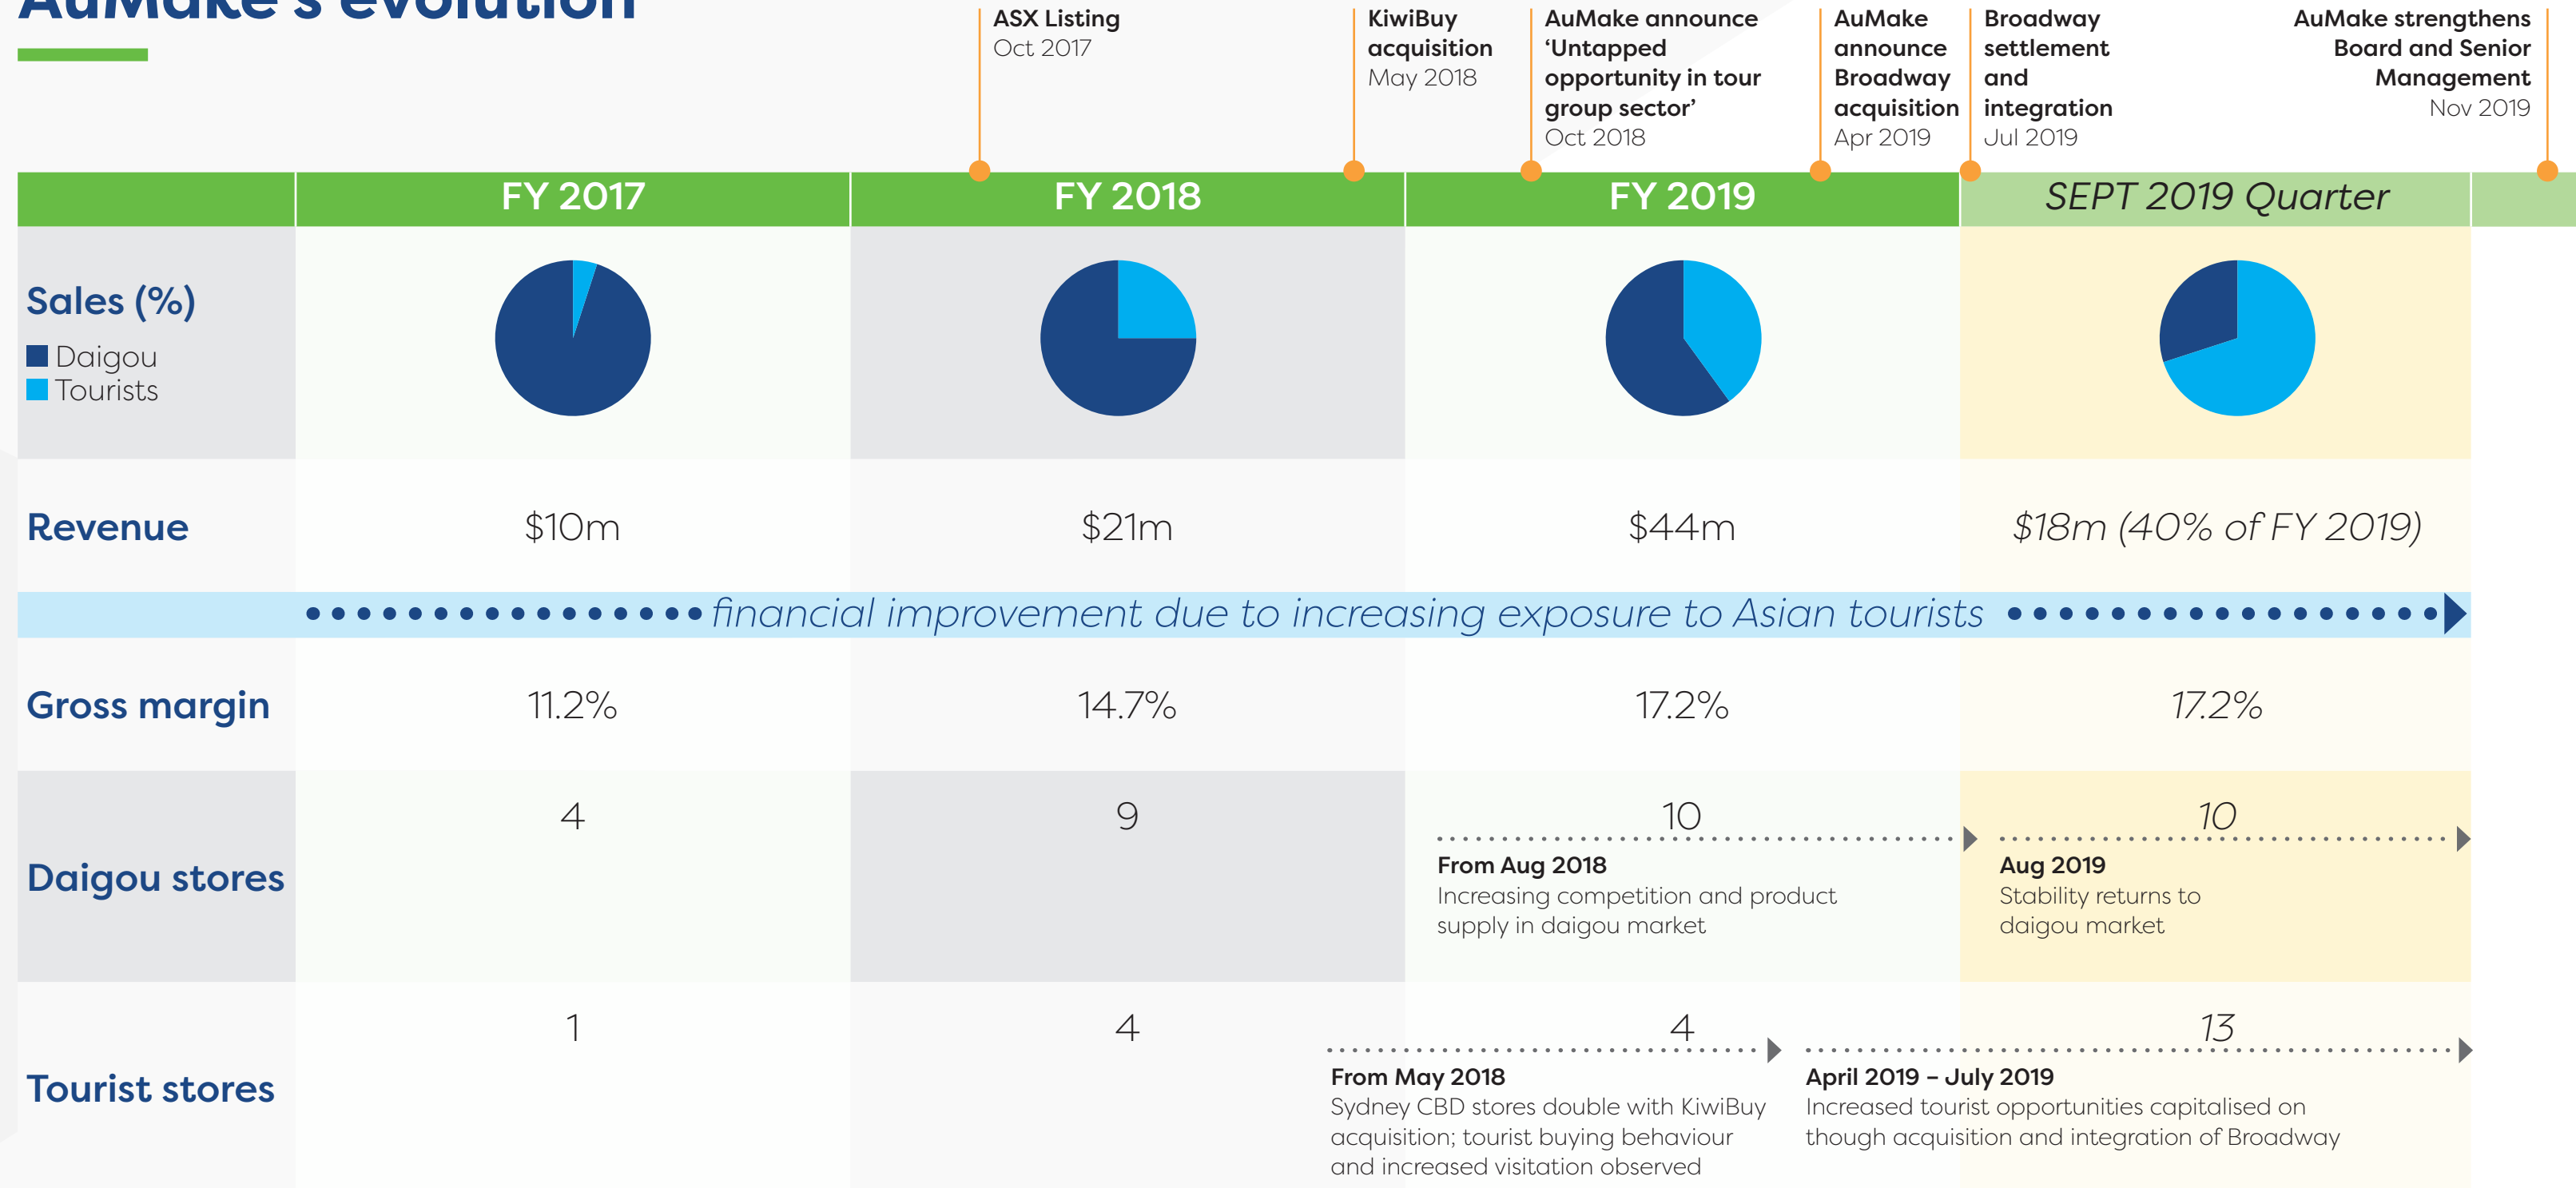 AuMake's evolution
ASX Listing
Oct 2017
KiwiBuy
acquisition
May 2018
AuMake announce
‘Untapped
opportunity in tour
group sector’
Oct 2018
AuMake
announce
Broadway
acquisition
Apr 2019
Broadway
settlement
and
integration
Jul 2019
AuMake strengthens
Board and Senior
Management
Nov 2019
FY 2017
FY 2018
FY 2019
SEPT 2019 Quarter
Sales (%)
Daigou
Tourists
Revenue
$10m
$21m
$44m
$18m (40% of FY 2019)
financial improvement due to increasing exposure to Asian tourists
Gross margin
11.2%
14.7%
17.2%
17.2%
Daigou stores
4
9
10
From Aug 2018
Increasing competition and product
supply in daigou market
10
Aug 2019
Stability returns to
daigou market
Tourist stores
1
4
4
From May 2018
Sydney CBD stores double with KiwiBuy
acquisition; tourist buying behaviour
and increased visitation observed
13
April 2019 – July 2019
Increased tourist opportunities capitalised on
though acquisition and integration of Broadway